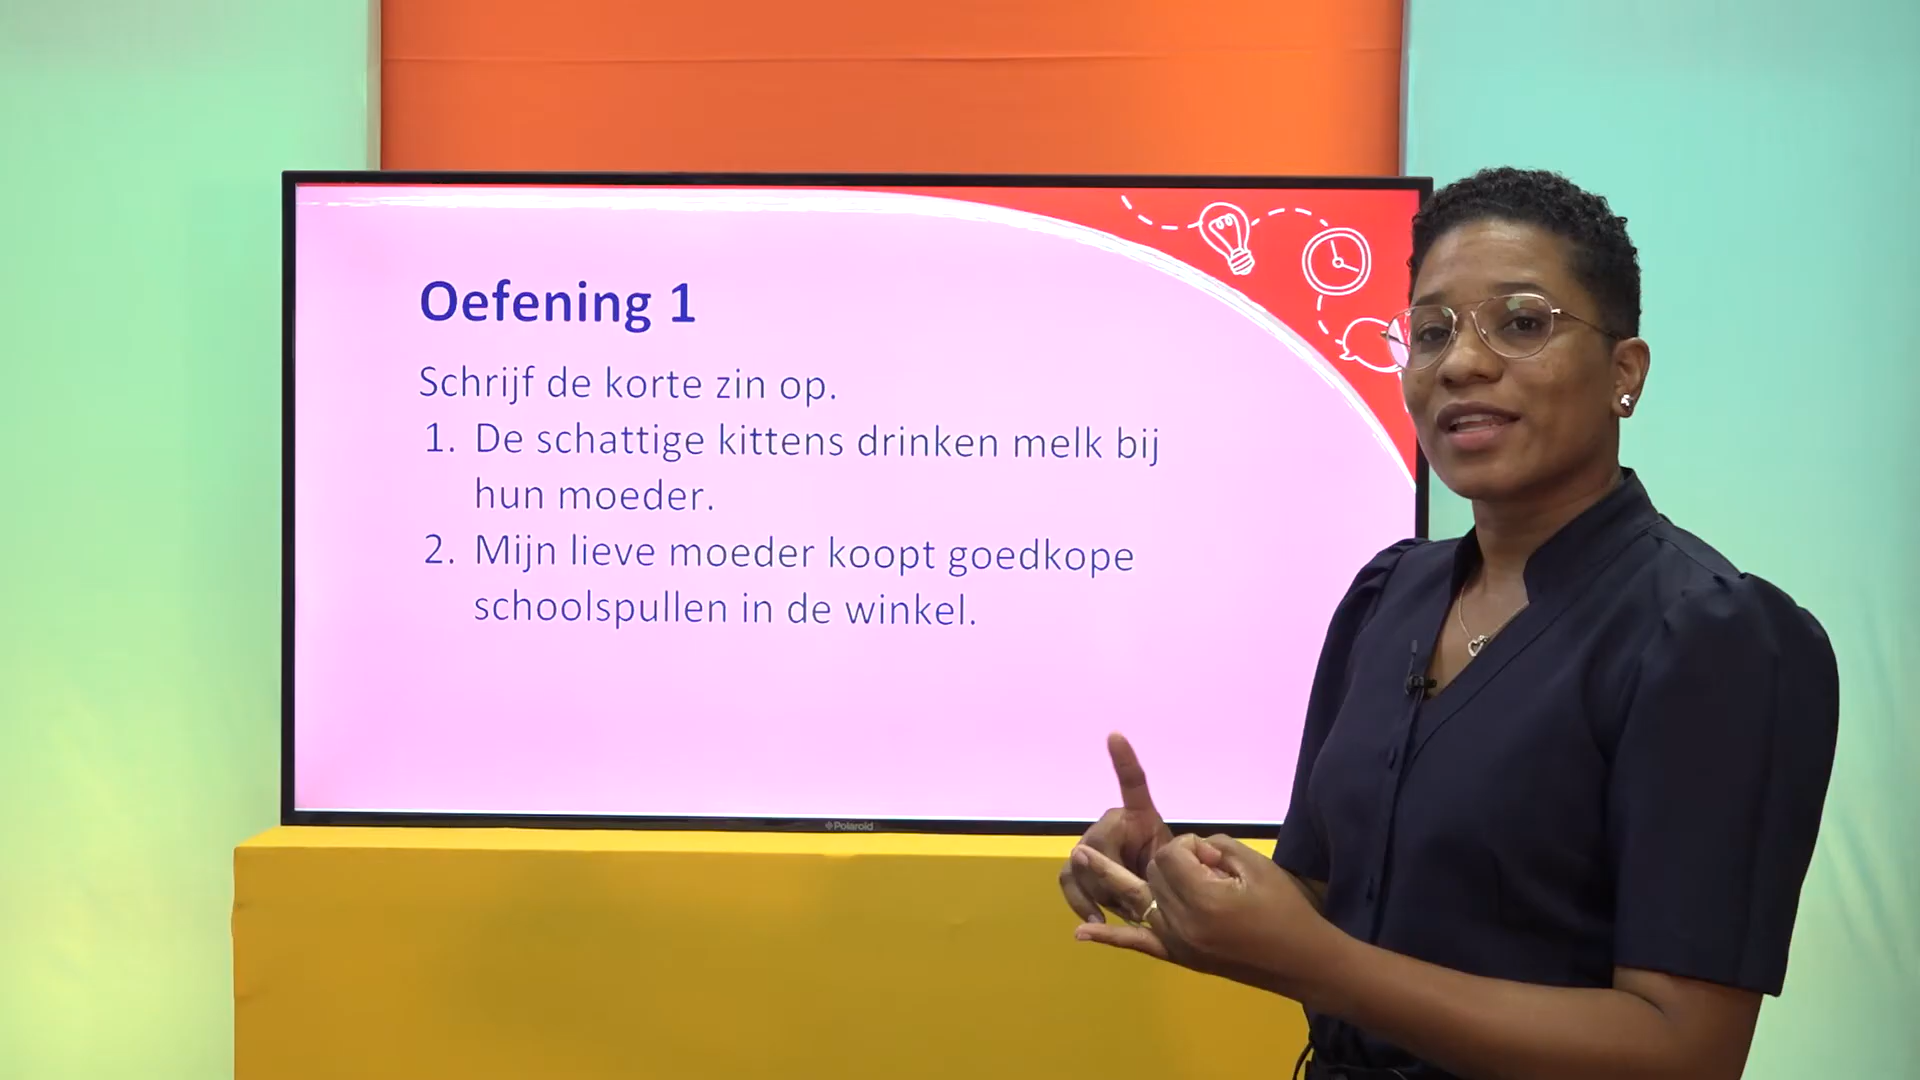 Oefening 1
Schrijf de korte zin op.
1. De schattige kittens drinken melk bij
hun moeder.
2. Mijn lieve moeder koopt goedkope
schoolspullen in de winkel.
Polaroid